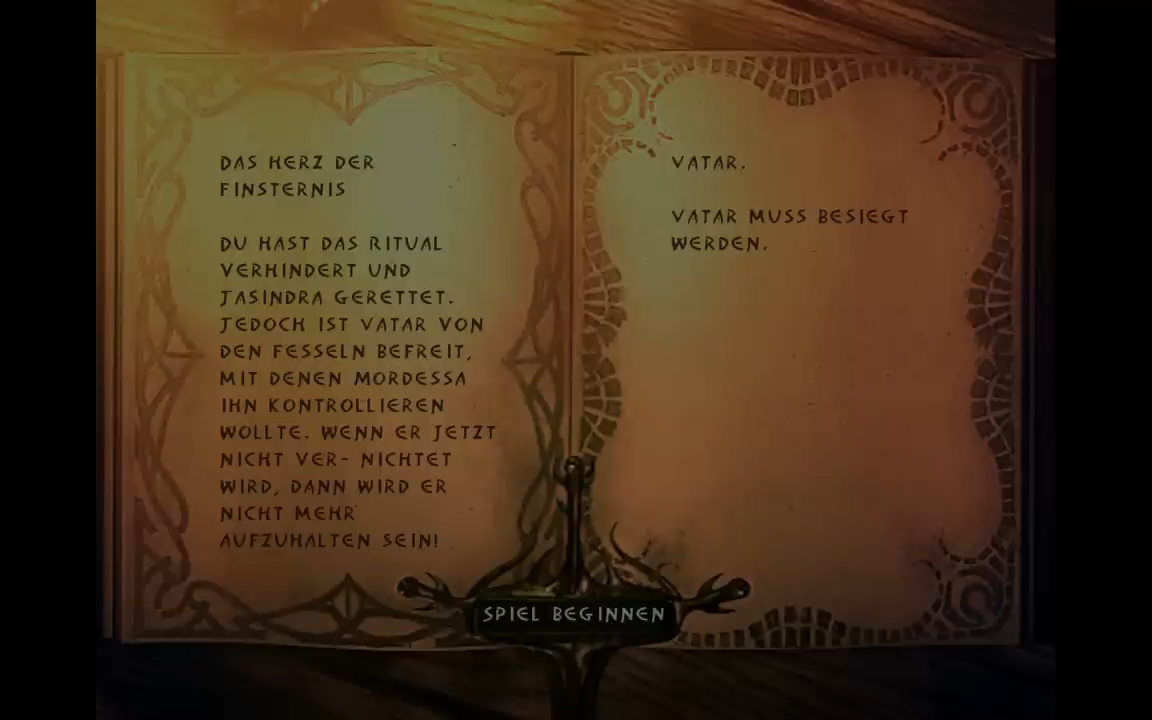 DAS HERZ DER
FINSTERNIS
DU HAST DAS RITUAL
VERHINDERT UND
JASINDRA GERETTET.
JEDOCH IST VATAR VON
DEN FESSELN BEFREIT,
MIT DENEN MORDESSA
IHN KONTROLLIEREN
WOLLTE. WENN ER JETZT
NICHT VER- NICHTET
WIRD, DANN WIRD ER
NICHT MEHR
AUFZUHALTEN SEIN!
VATAR.
VATAR MUSS BESIEGT
WERDEN.
SPIEL BEGINNEN